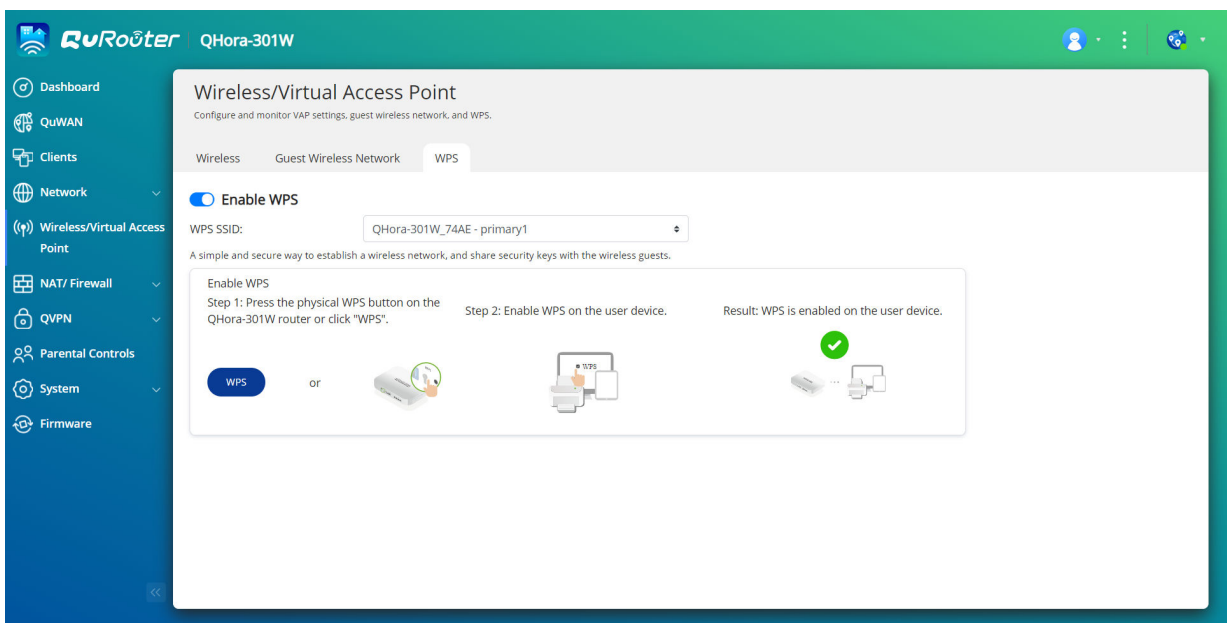 QuRoûter QHora-301W
Dashboard
QuWAN
Clients
Network
Wireless/Virtual Access
Point
NAT/ Firewall
QVPN
Parental Controls
System
Firmware
Wireless/Virtual Access Point
Configure and monitor VAP settings, guest wireless network, and WPS.
Wireless Guest Wireless Network WPS
Enable WPS
WPS SSID: QHora-301W_74AE - primary1
A simple and secure way to establish a wireless network, and share security keys with the wireless guests.
Enable WPS
Step 1: Press the physical WPS button on the
QHora-301W router or click "WPS".
Step 2: Enable WPS on the user device.
Result: WPS is enabled on the user device.
WPS or
WPS